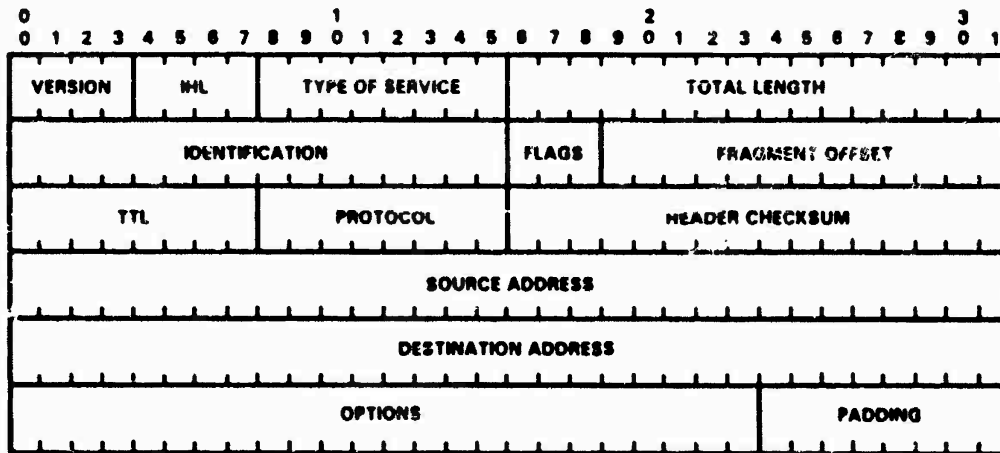 0 1 2 3
0 1 2 3 4 5 6 7 8 9 0 1 2 3 4 5 6 7 8 9 0 1 2 3 4 5 6 7 8 9 0 1
VERSION IHL TYPE OF SERVICE TOTAL LENGTH
IDENTIFICATION FLAGS FRAGMENT OFFSET
TTL PROTOCOL HEADER CHECKSUM
SOURCE ADDRESS
DESTINATION ADDRESS
OPTIONS PADDING